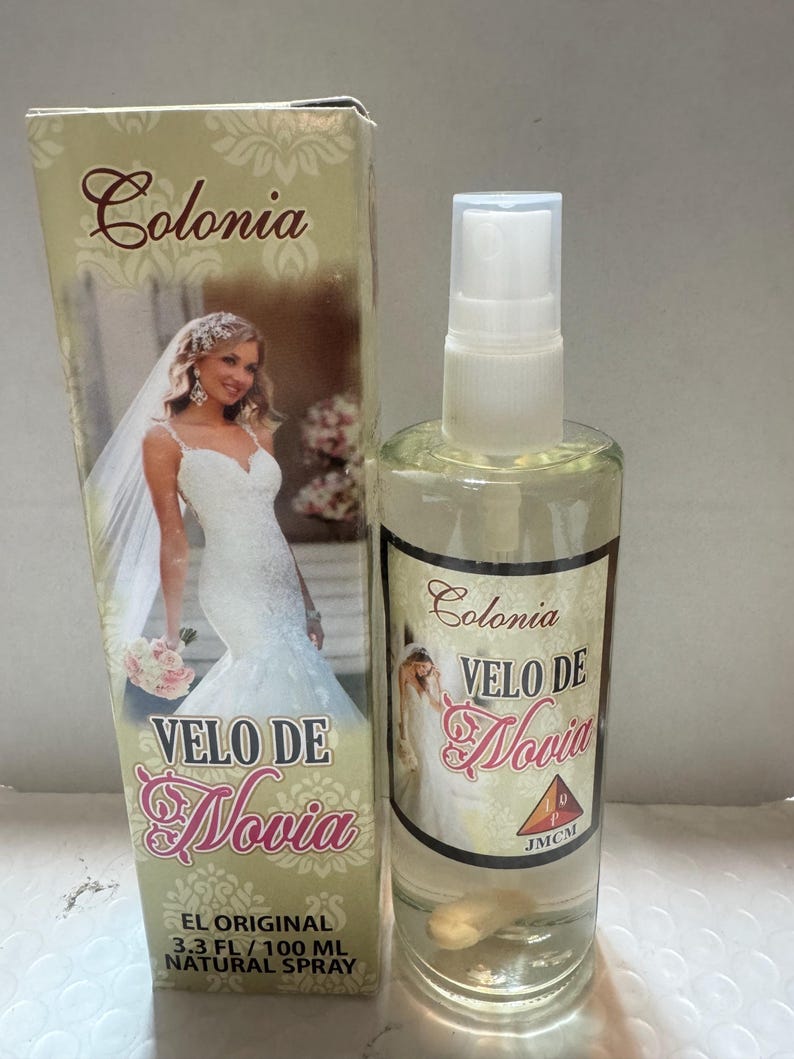 Colonia
VELO DE
Novia
EL ORIGINAL
3.3 FL / 100 ML
NATURAL SPRAY
Colonia
VELO DE
Novia
L D
P
JMCM